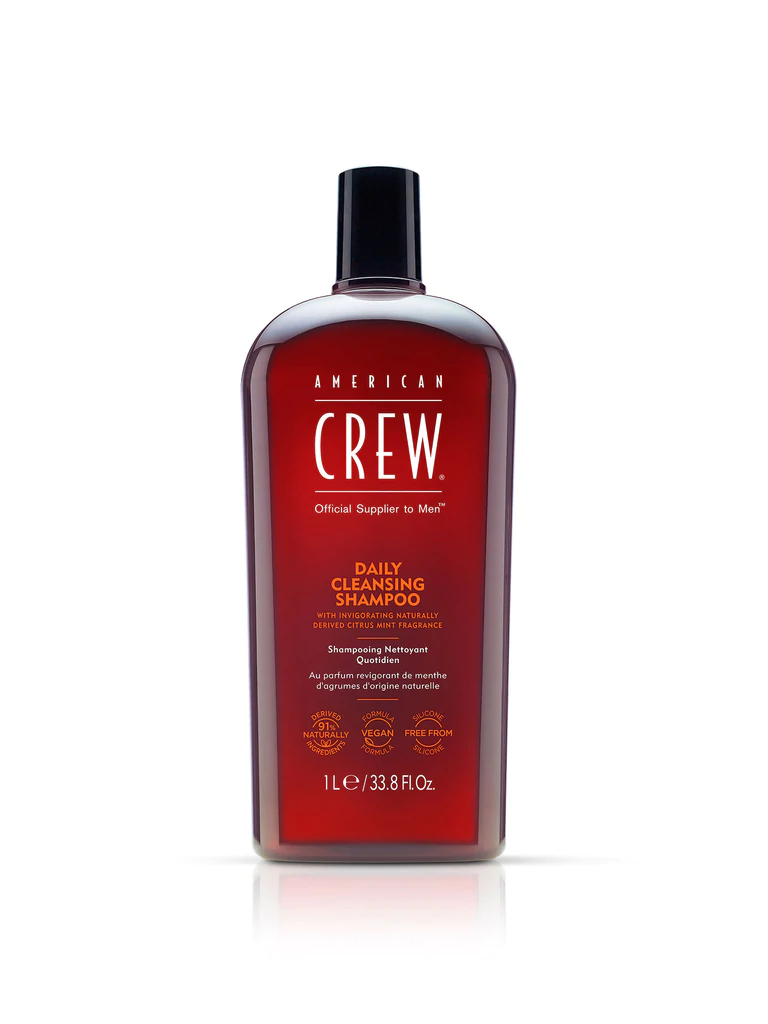 AMERICAN
CREW®
Official Supplier to Men™
DAILY
CLEANSING
SHAMPOO
WITH INVIGORATING NATURALLY
DERIVED CITRUS MINT FRAGRANCE
Shampooing Nettoyant
Quotidien
Au parfum revigorant de menthe
d'agrumes d'origine naturelle
DERIVED
91%
NATURALLY
INGREDIENTS
FORMULA
VEGAN
FORMULA
SILICONE
FREE FROM
SILICONE
1 L ℮ / 33.8 Fl.Oz.